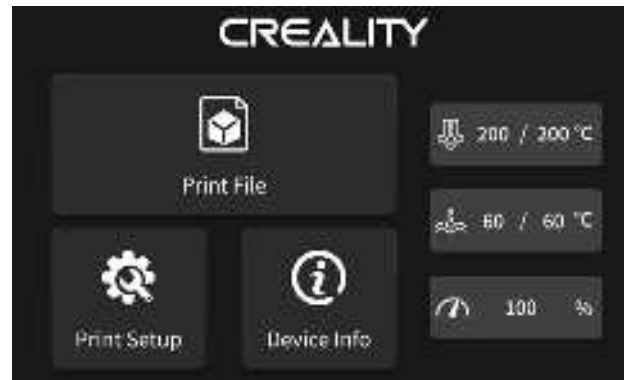 CREALITY
Print File
200 / 200 °C
60 / 60 °C
Print Setup
Device Info
100 %